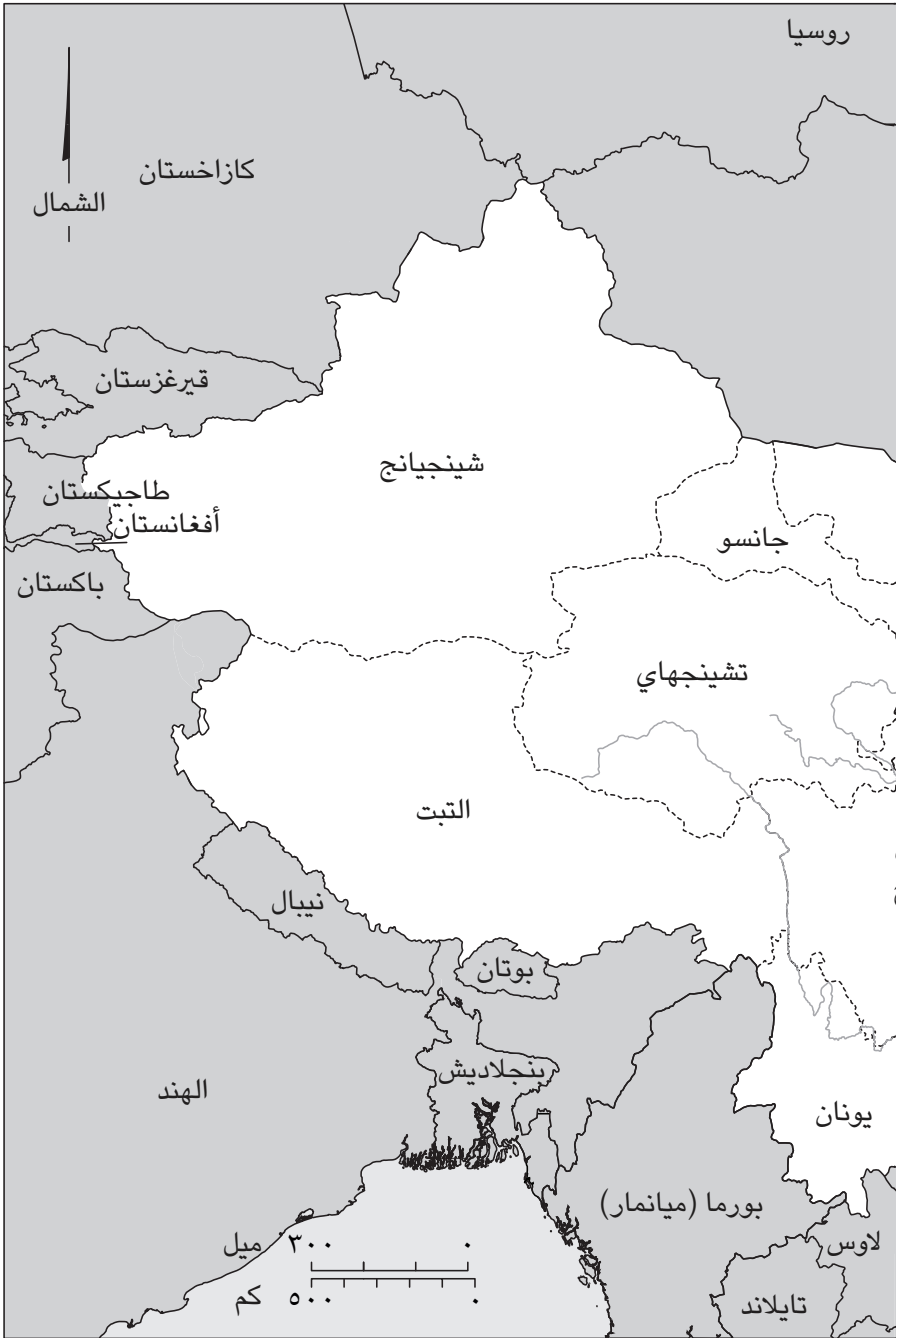 روسيا
كازاخستان
الشمال
قيرغزستان
شينجيانج
طاجيكستان
أفغانستان
جانسو
باكستان
تشينجهاي
التبت
نيبال
بوتان
بنجلاديش
الهند
يونان
بورما (ميانمار)
لاوس
ميل ٣٠٠ ٠
كم ٥٠٠ ٠
تايلاند